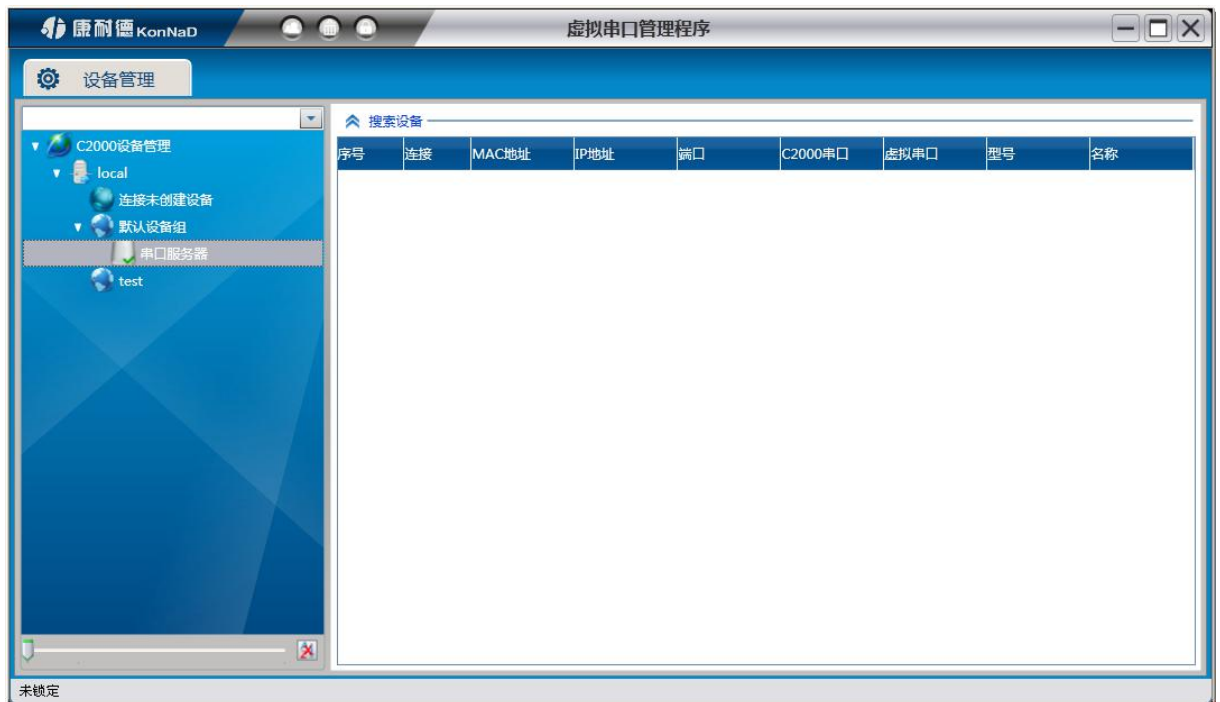 康耐德 KonNaD
虚拟串口管理程序
设备管理
C2000设备管理
local
连接未创建设备
默认设备组
串口服务器
test
搜索设备
序号 连接 MAC地址 IP地址 端口 C2000串口 虚拟串口 型号 名称
未锁定